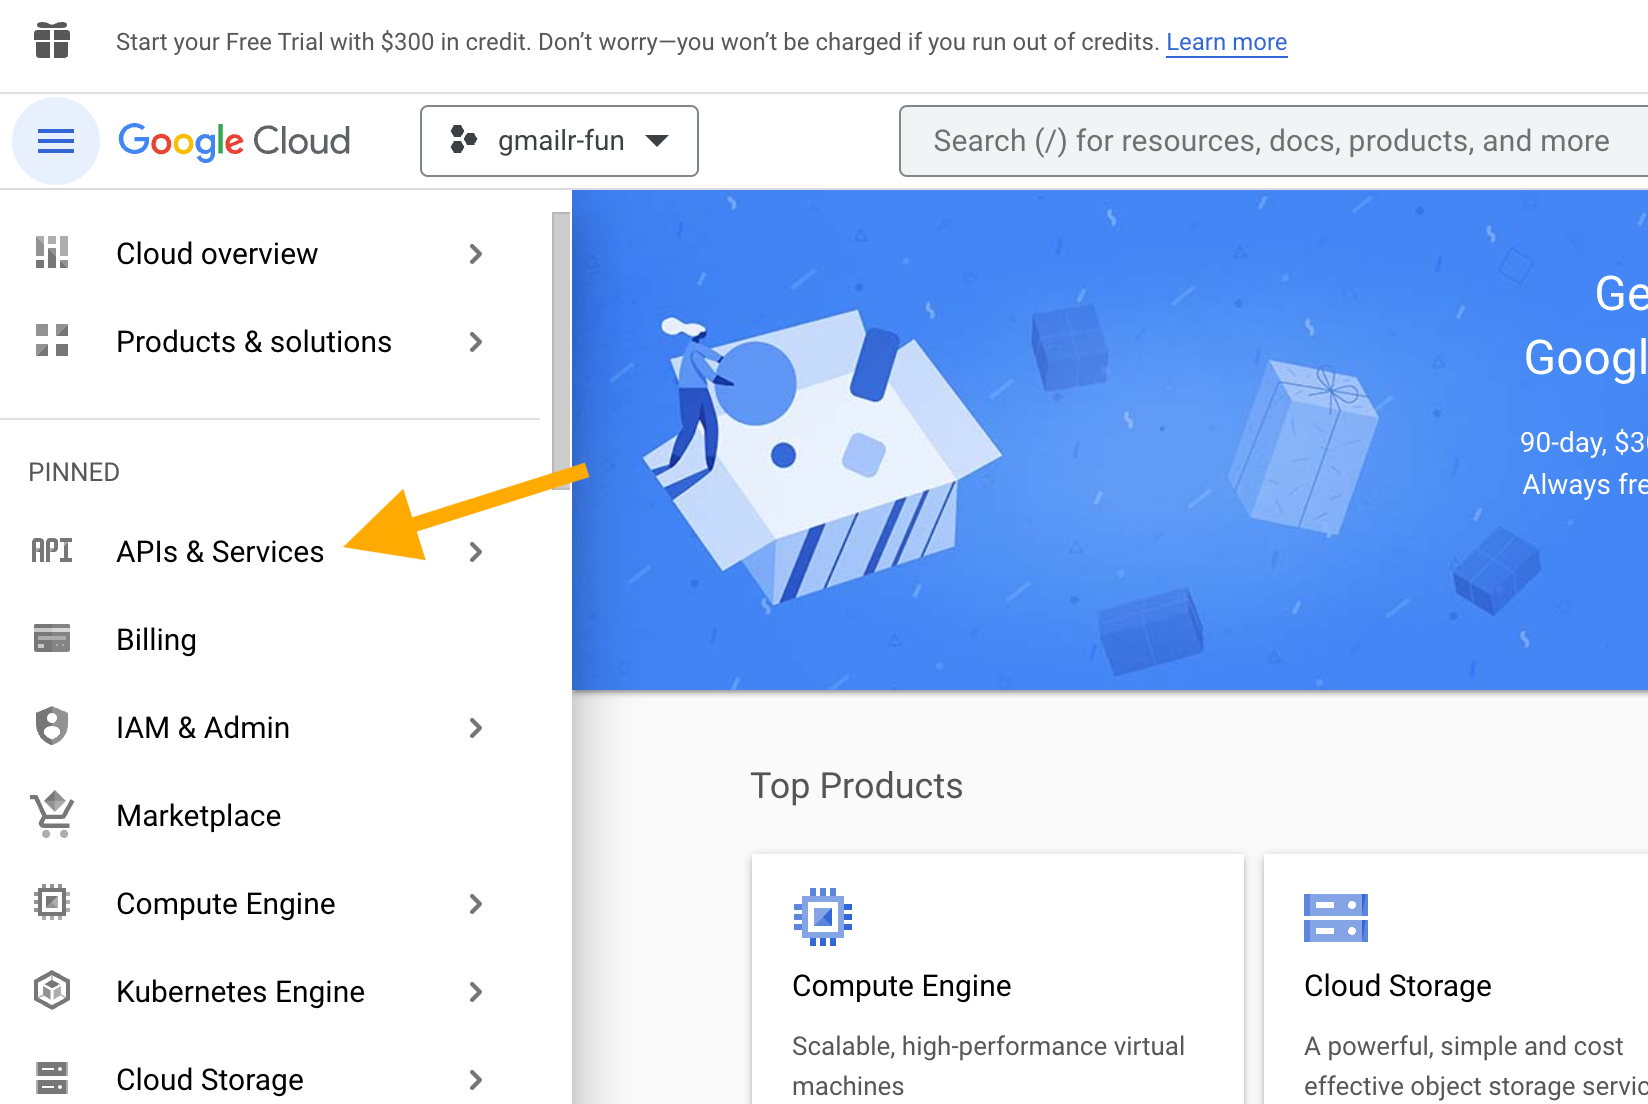 Start your Free Trial with $300 in credit. Don't worry—you won't be charged if you run out of credits. Learn more
Google Cloud
gmailr-fun
Search (/) for resources, docs, products, and more
Cloud overview
Products & solutions
PINNED
API APIs & Services
Billing
IAM & Admin
Marketplace
Compute Engine
Kubernetes Engine
Cloud Storage
Ge
Googl
90-day, $3
Always fre
Top Products
Compute Engine
Scalable, high-performance virtual
machines
Cloud Storage
A powerful, simple and cost
effective object storage servic